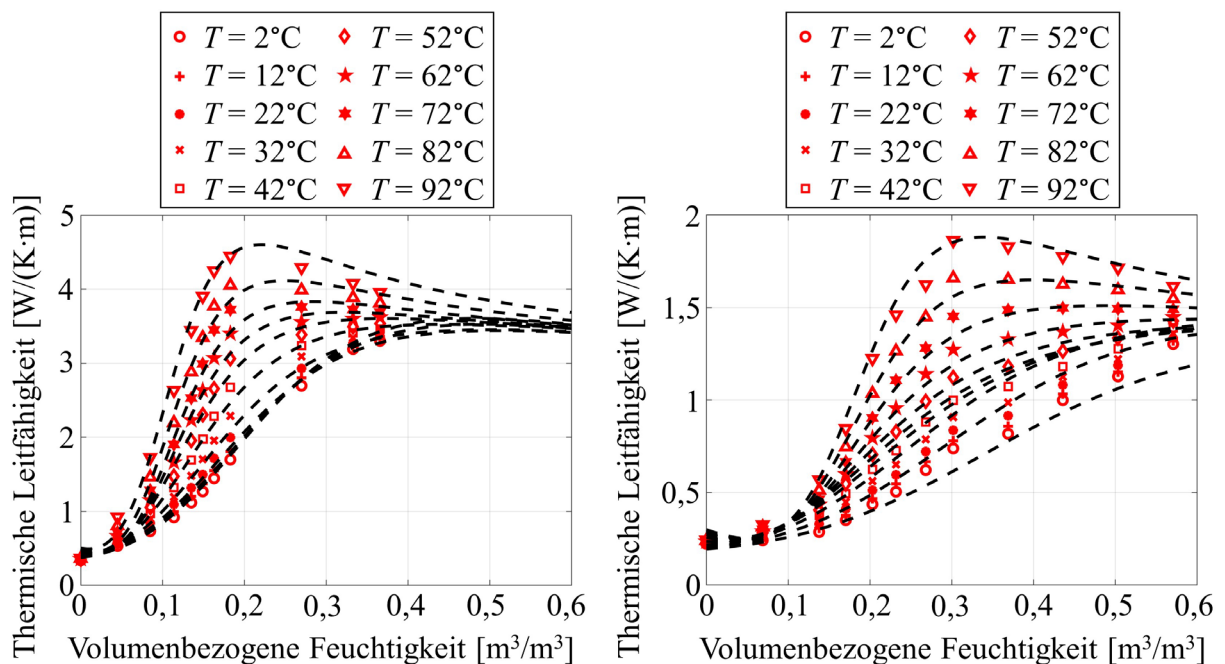 T = 2°C T = 52°C
T = 12°C T = 62°C
T = 22°C T = 72°C
T = 32°C T = 82°C
T = 42°C T = 92°C
Thermische Leitfähigkeit [W/(K·m)]
5
4
3
2
1
0
0 0,1 0,2 0,3 0,4 0,5 0,6
Volumenbezogene Feuchtigkeit [m³/m³]
T = 2°C T = 52°C
T = 12°C T = 62°C
T = 22°C T = 72°C
T = 32°C T = 82°C
T = 42°C T = 92°C
Thermische Leitfähigkeit [W/(K·m)]
2
1,5
1
0,5
0
0 0,1 0,2 0,3 0,4 0,5 0,6
Volumenbezogene Feuchtigkeit [m³/m³]